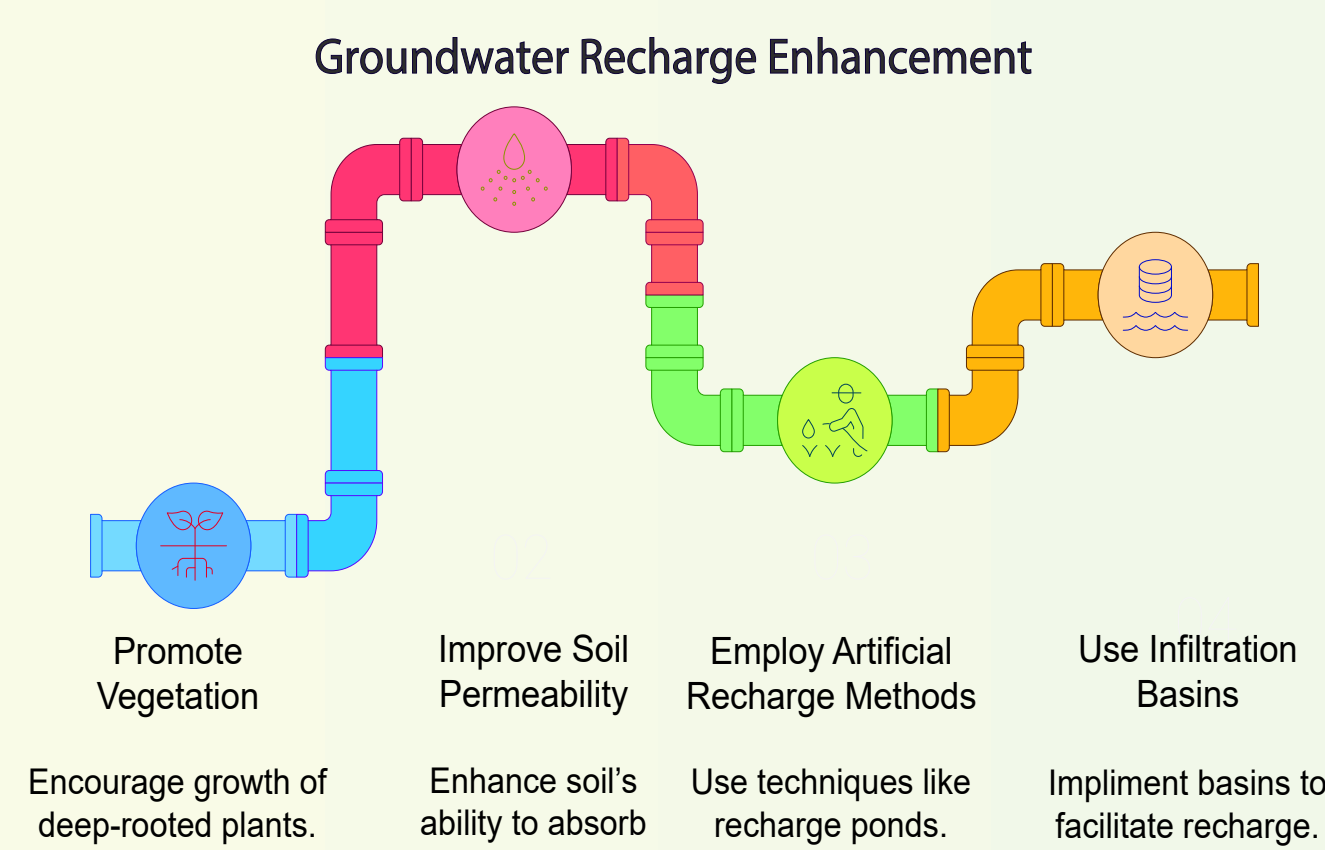 Groundwater Recharge Enhancement
02
Promote
Vegetation
Improve Soil
Permeability
Employ Artificial
Recharge Methods
Use Infiltration
Basins
Encourage growth of
deep-rooted plants.
Enhance soil’s
ability to absorb
Use techniques like
recharge ponds.
Impliment basins to
facilitate recharge.